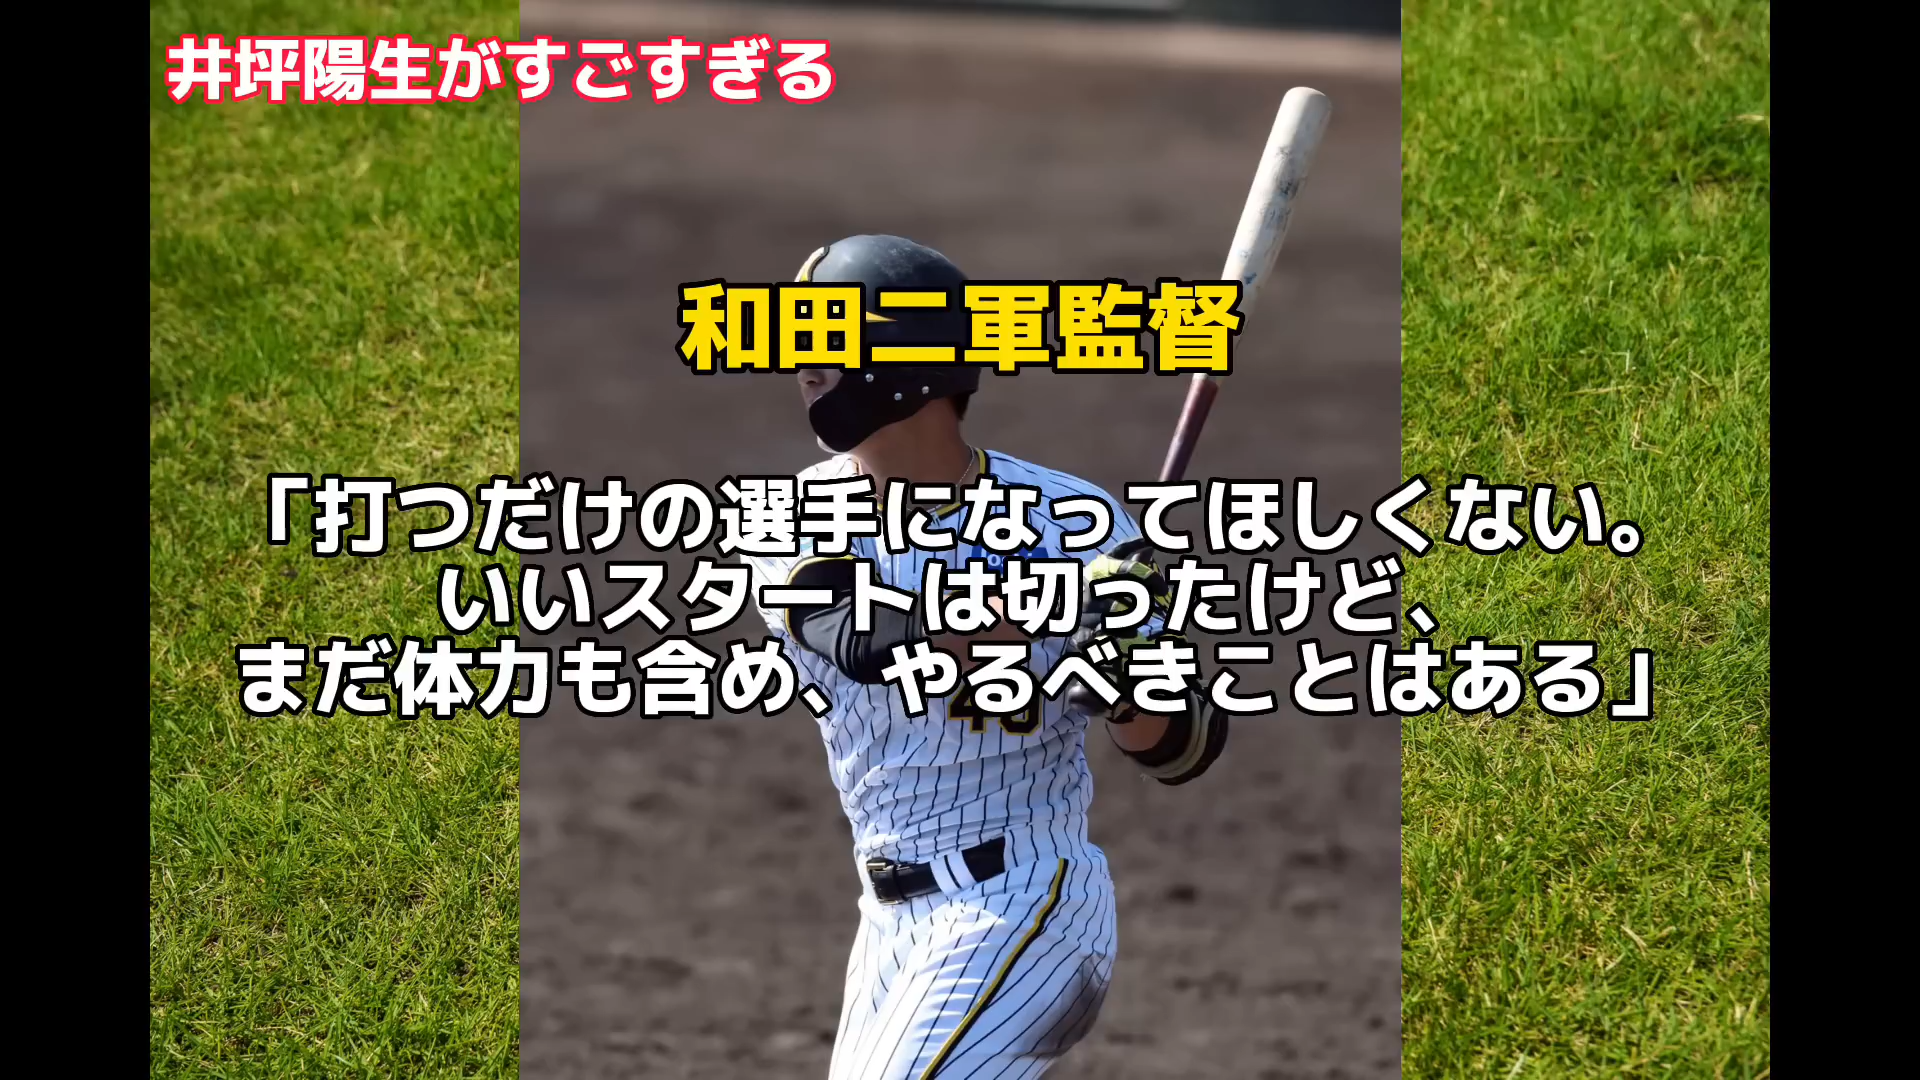 井坪陽生がすごすぎる
和田二軍監督
「打つだけの選手になってほしくない。
いいスタートは切ったけど、
まだ体力も含め、やるべきことはある」